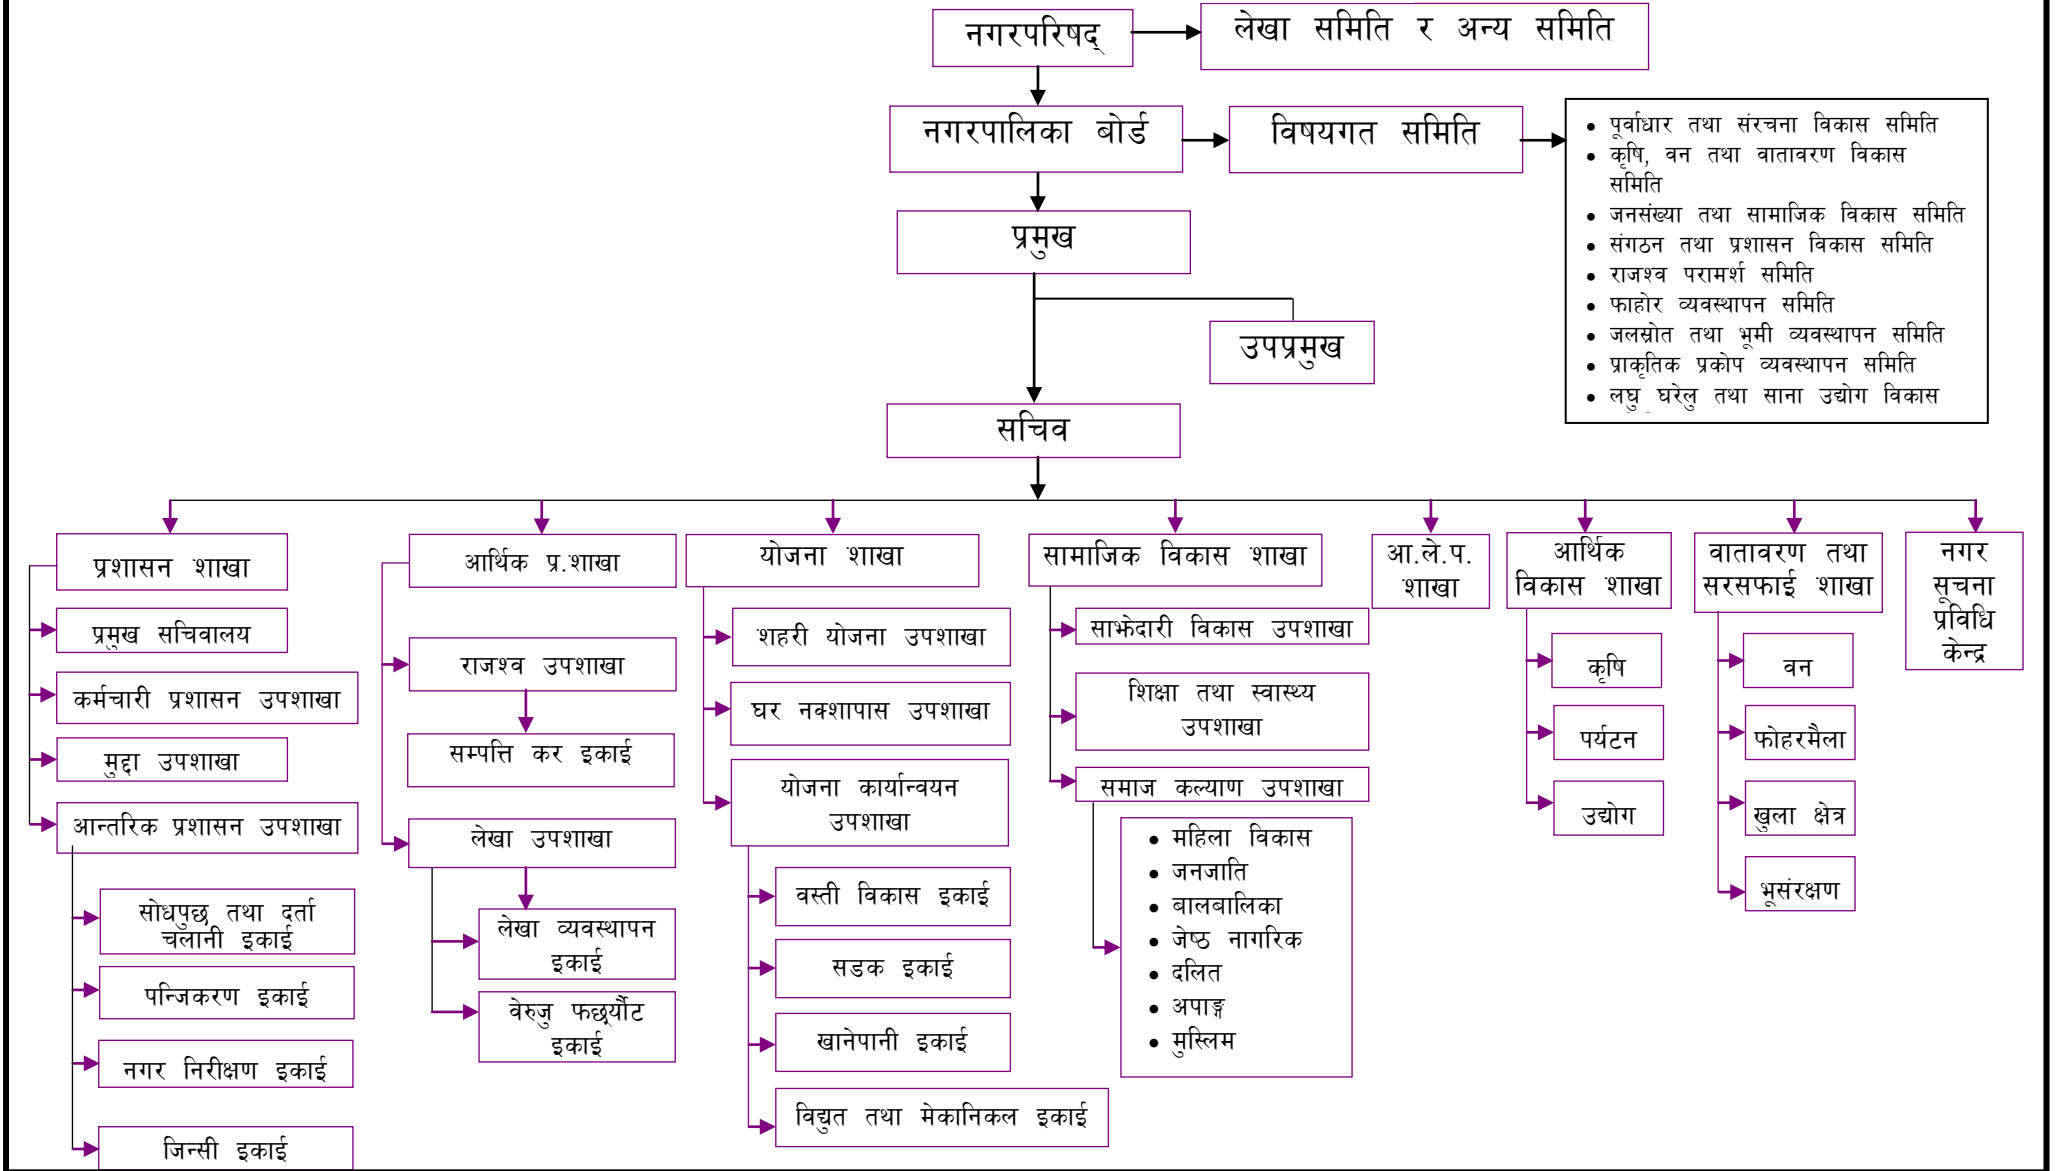 नगरपरिषद्
लेखा समिति र अन्य समिति
नगरपालिका बोर्ड
विषयगत समिति
• पूर्वाधार तथा संरचना विकास समिति
• कृषि, वन तथा वातावरण विकास
समिति
• जनसंख्या तथा सामाजिक विकास समिति
• संगठन तथा प्रशासन विकास समिति
• राजश्व परामर्श समिति
• फाहोर व्यवस्थापन समिति
• जलस्रोत तथा भूमी व्यवस्थापन समिति
• प्राकृतिक प्रकोप व्यवस्थापन समिति
• लघु घरेलु तथा साना उद्योग विकास
प्रमुख
उपप्रमुख
सचिव
प्रशासन शाखा
प्रमुख सचिवालय
कर्मचारी प्रशासन उपशाखा
मुद्दा उपशाखा
आन्तरिक प्रशासन उपशाखा
सोधपुछ तथा दर्ता
चलानी इकाई
पन्जिकरण इकाई
नगर निरीक्षण इकाई
जिन्सी इकाई
आर्थिक प्र.शाखा
राजश्व उपशाखा
सम्पत्ति कर इकाई
लेखा उपशाखा
लेखा व्यवस्थापन
इकाई
वेरुजु फछ्र्यौट
इकाई
योजना शाखा
शहरी योजना उपशाखा
घर नक्शापास उपशाखा
योजना कार्यान्वयन
उपशाखा
वस्ती विकास इकाई
सडक इकाई
खानेपानी इकाई
विद्युत तथा मेकानिकल इकाई
सामाजिक विकास शाखा
साझेदारी विकास उपशाखा
शिक्षा तथा स्वास्थ्य
उपशाखा
समाज कल्याण उपशाखा
• महिला विकास
• जनजाति
• बालबालिका
• जेष्ठ नागरिक
• दलित
• अपाङ्ग
• मुस्लिम
आ.ले.प.
शाखा
आर्थिक
विकास शाखा
कृषि
पर्यटन
उद्योग
वातावरण तथा
सरसफाई शाखा
वन
फोहरमैला
खुला क्षेत्र
भूसंरक्षण
नगर
सूचना
प्रविधि
केन्द्र